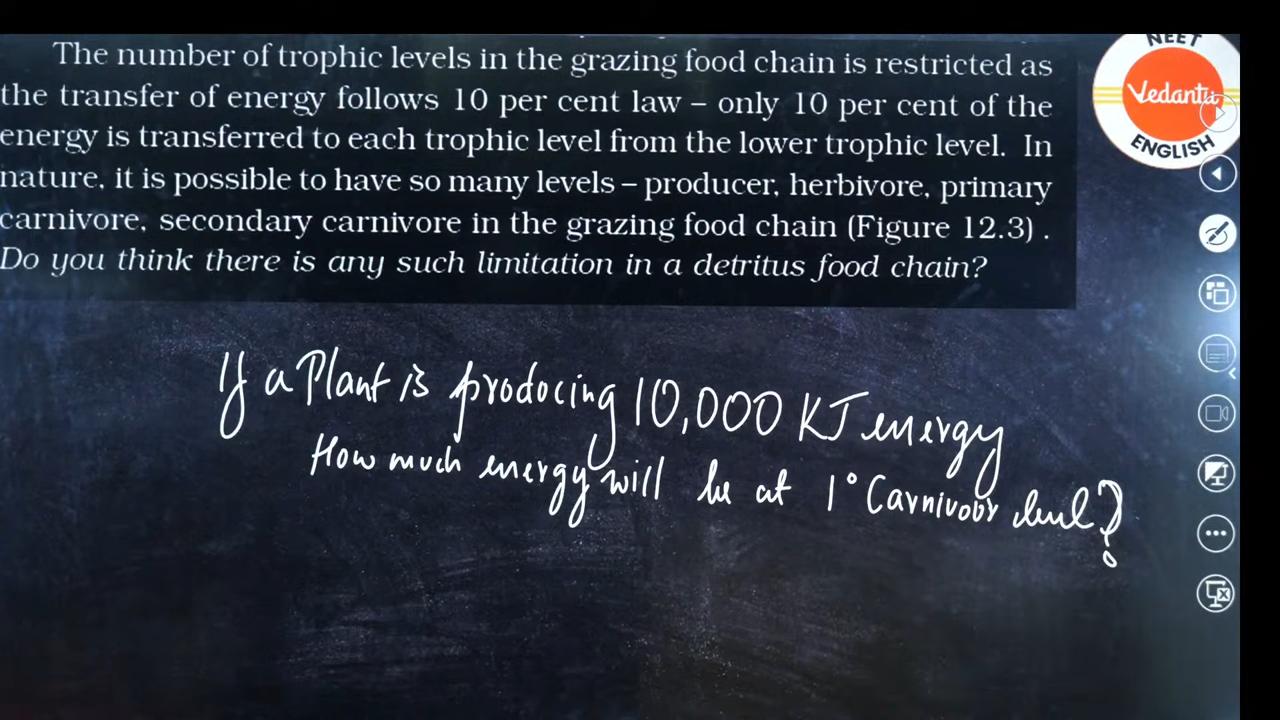 The number of trophic levels in the grazing food chain is restricted as
the transfer of energy follows 10 per cent law – only 10 per cent of the
energy is transferred to each trophic level from the lower trophic level. In
nature, it is possible to have so many levels – producer, herbivore, primary
carnivore, secondary carnivore in the grazing food chain (Figure 12.3) .
Do you think there is any such limitation in a detritus food chain?
NEET
Vedantu
ENGLISH
If a Plant is producing 10,000 KJ energy
How much energy will be at 1° Carnivoor level?